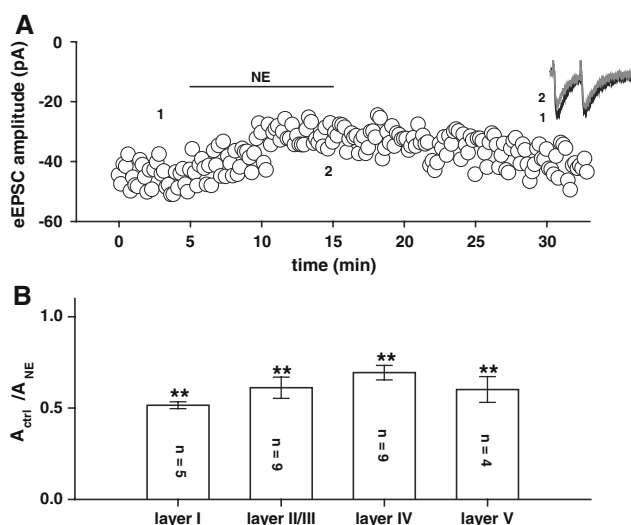 A
eEPSC amplitude (pA)
0
-20
-40
-60
NE
1
2
2
1
0
5
10
15
20
25
30
time (min)
B
A_ctrl /A_NE
1.0
0.5
0.0
**
**
**
**
n = 5
n = 9
n = 9
n = 4
layer I
layer II/III
layer IV
layer V